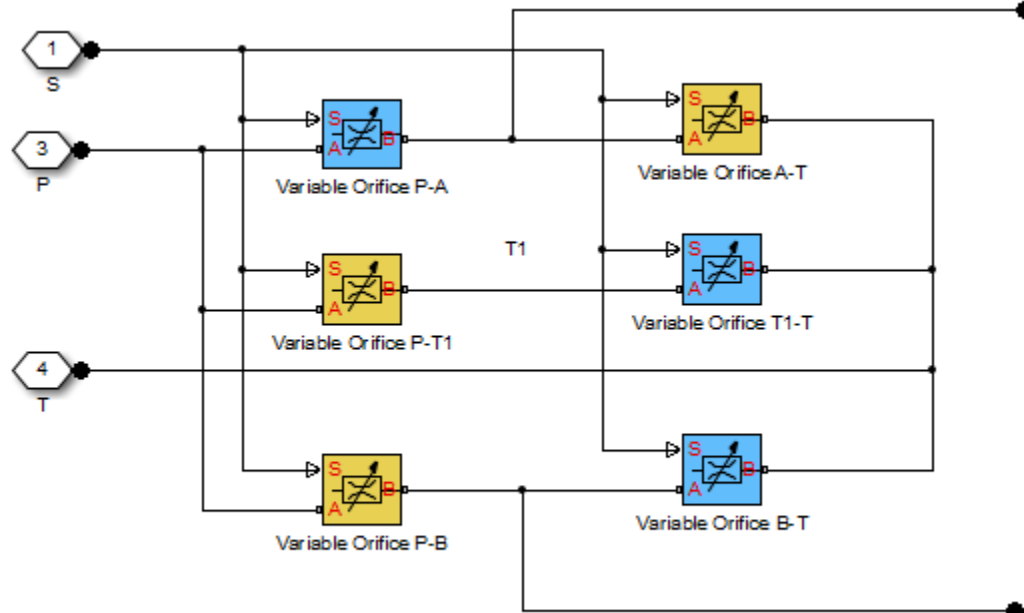 1
S
S
A
B
Variable Orifice P-A
S
A
B
Variable Orifice A-T
3
P
T1
S
A
B
Variable Orifice P-T1
S
A
B
Variable Orifice T1-T
4
T
S
A
B
Variable Orifice P-B
S
A
B
Variable Orifice B-T